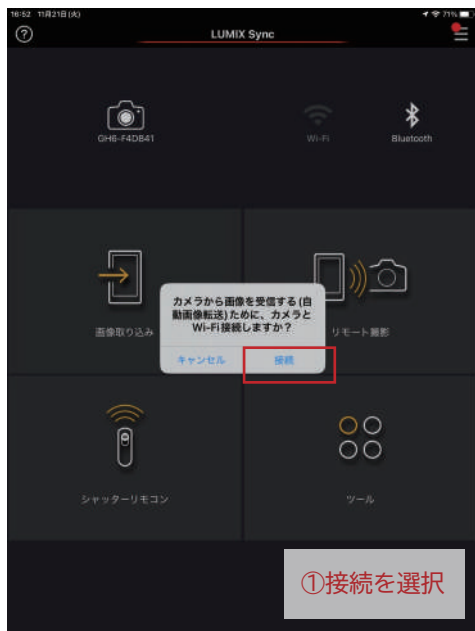 16:52 11月21日(火)
71%
LUMIX Sync
GH6-F4DB41
Wi-Fi
Bluetooth
カメラから画像を受信する(自
動画像転送)ために、カメラと
Wi-Fi接続しますか？
キャンセル
接続
画像取り込み
リモート撮影
シャッターリモコン
ツール
①接続を選択